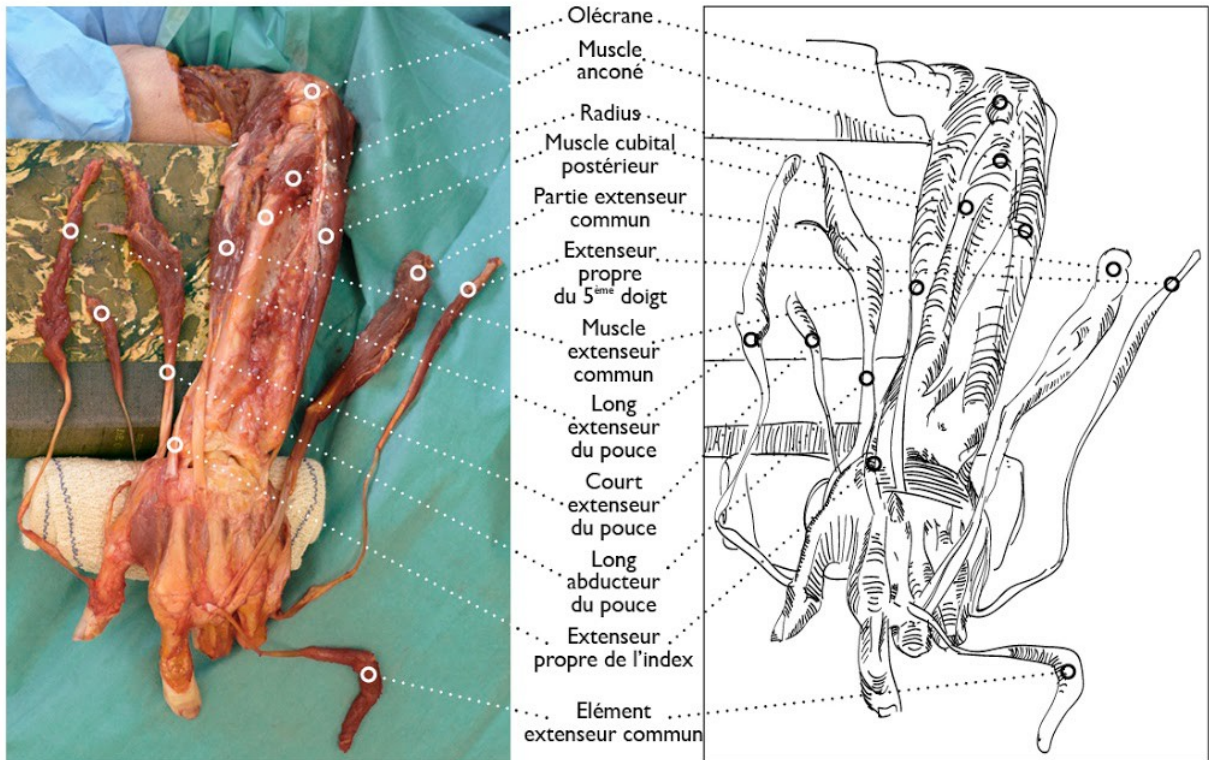 Olécrane
Muscle
anconé
Radius
Muscle cubital
postérieur
Partie extenseur
commun
Extenseur
propre
du 5ème doigt
Muscle
extenseur
commun
Long
extenseur
du pouce
Court
extenseur
du pouce
Long
abducteur
du pouce
Extenseur
propre de l'index
Elément
extenseur commun